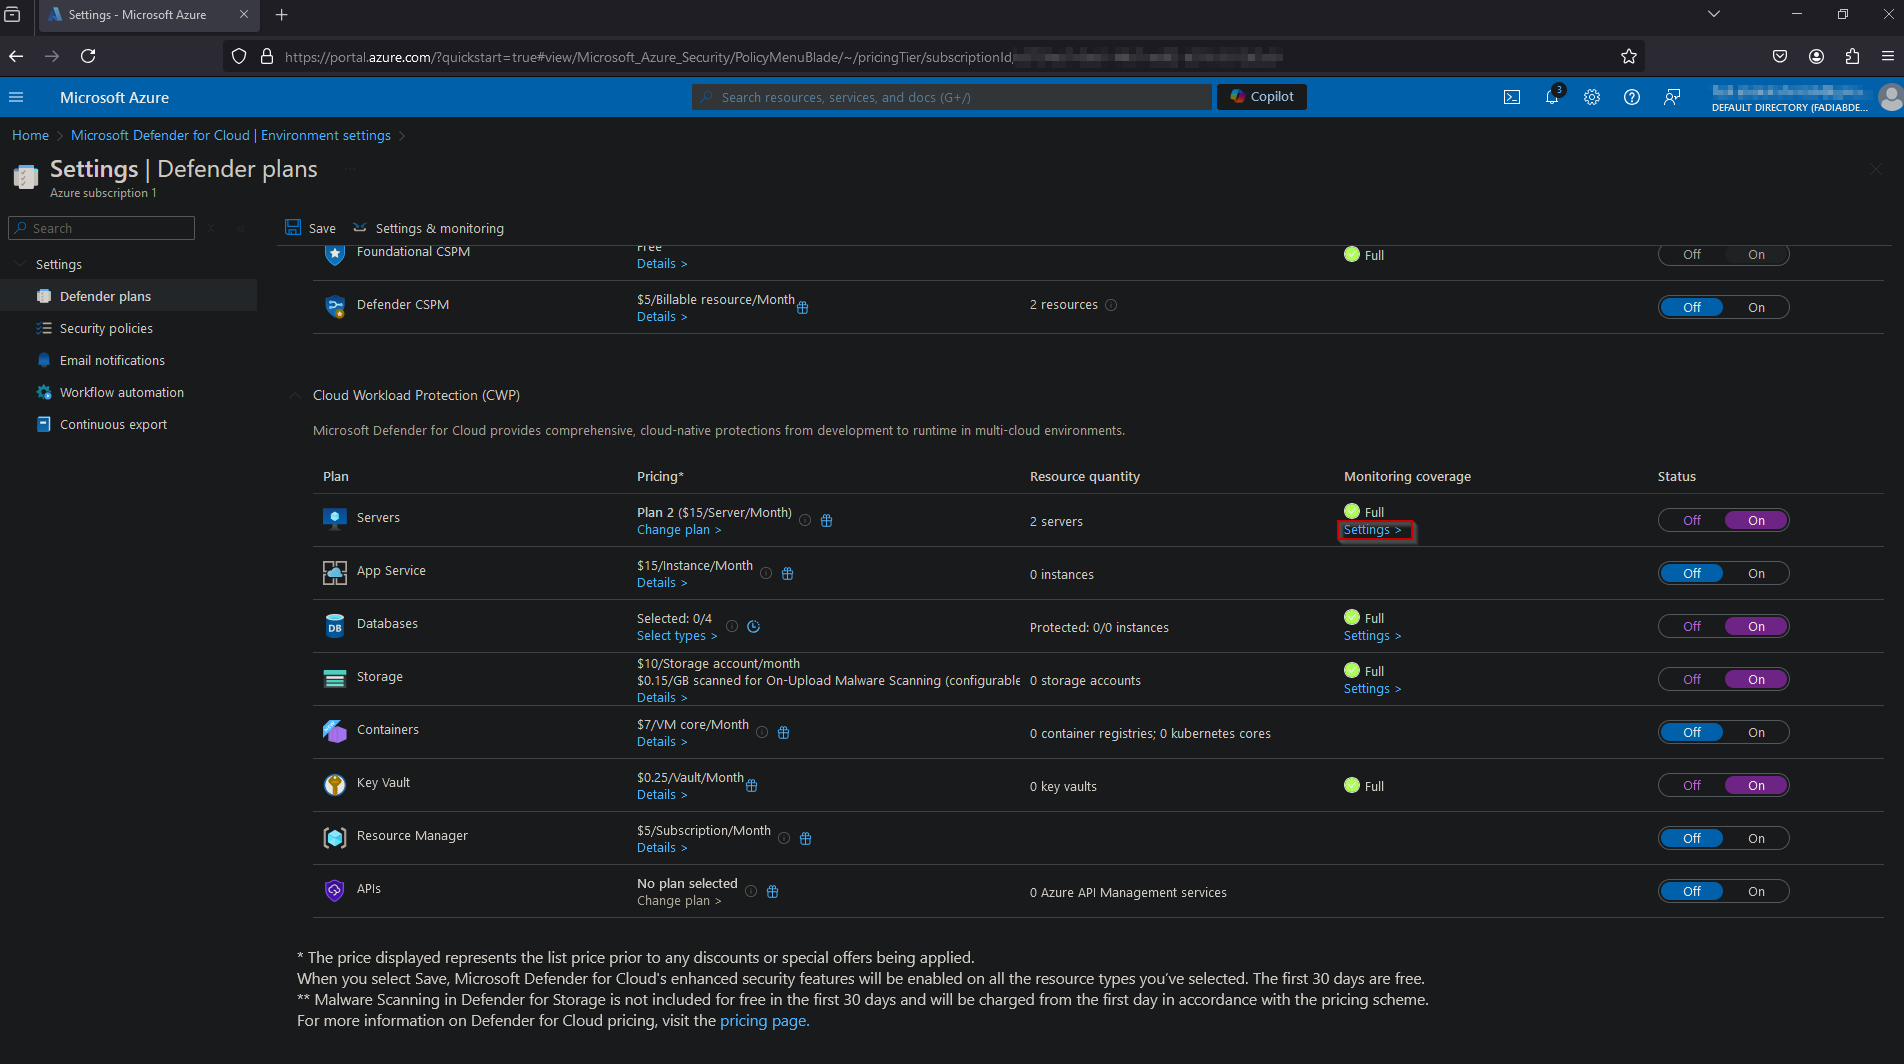 Settings - Microsoft Azure
https://portal.azure.com/?quickstart=true#view/Microsoft_Azure_Security/PolicyMenuBlade/~/pricingTier/subscriptionId/
Microsoft Azure
Search resources, services, and docs (G+/)
Copilot
3
DEFAULT DIRECTORY (FADIABDE...
Home > Microsoft Defender for Cloud | Environment settings >
Settings | Defender plans ...
Azure subscription 1
Search
Save
Settings & monitoring
Settings
Defender plans
Security policies
Email notifications
Workflow automation
Continuous export
Foundational CSPM
Free
Details >
Full
Off On
Defender CSPM
$5/Billable resource/Month
Details >
2 resources
Off On
Cloud Workload Protection (CWP)
Microsoft Defender for Cloud provides comprehensive, cloud-native protections from development to runtime in multi-cloud environments.
Plan Pricing* Resource quantity Monitoring coverage Status
Servers
Plan 2 ($15/Server/Month)
Change plan >
2 servers
Full
Settings >
Off On
App Service
$15/Instance/Month
Details >
0 instances
Off On
DB
Databases
Selected: 0/4
Select types >
Protected: 0/0 instances
Full
Settings >
Off On
Storage
$10/Storage account/month
$0.15/GB scanned for On-Upload Malware Scanning (configurable
Details >
0 storage accounts
Full
Settings >
Off On
Containers
$7/VM core/Month
Details >
0 container registries; 0 kubernetes cores
Off On
Key Vault
$0.25/Vault/Month
Details >
0 key vaults
Full
Off On
Resource Manager
$5/Subscription/Month
Details >
Off On
APIs
No plan selected
Change plan >
0 Azure API Management services
Off On
* The price displayed represents the list price prior to any discounts or special offers being applied.
When you select Save, Microsoft Defender for Cloud's enhanced security features will be enabled on all the resource types you've selected. The first 30 days are free.
** Malware Scanning in Defender for Storage is not included for free in the first 30 days and will be charged from the first day in accordance with the pricing scheme.
For more information on Defender for Cloud pricing, visit the pricing page.